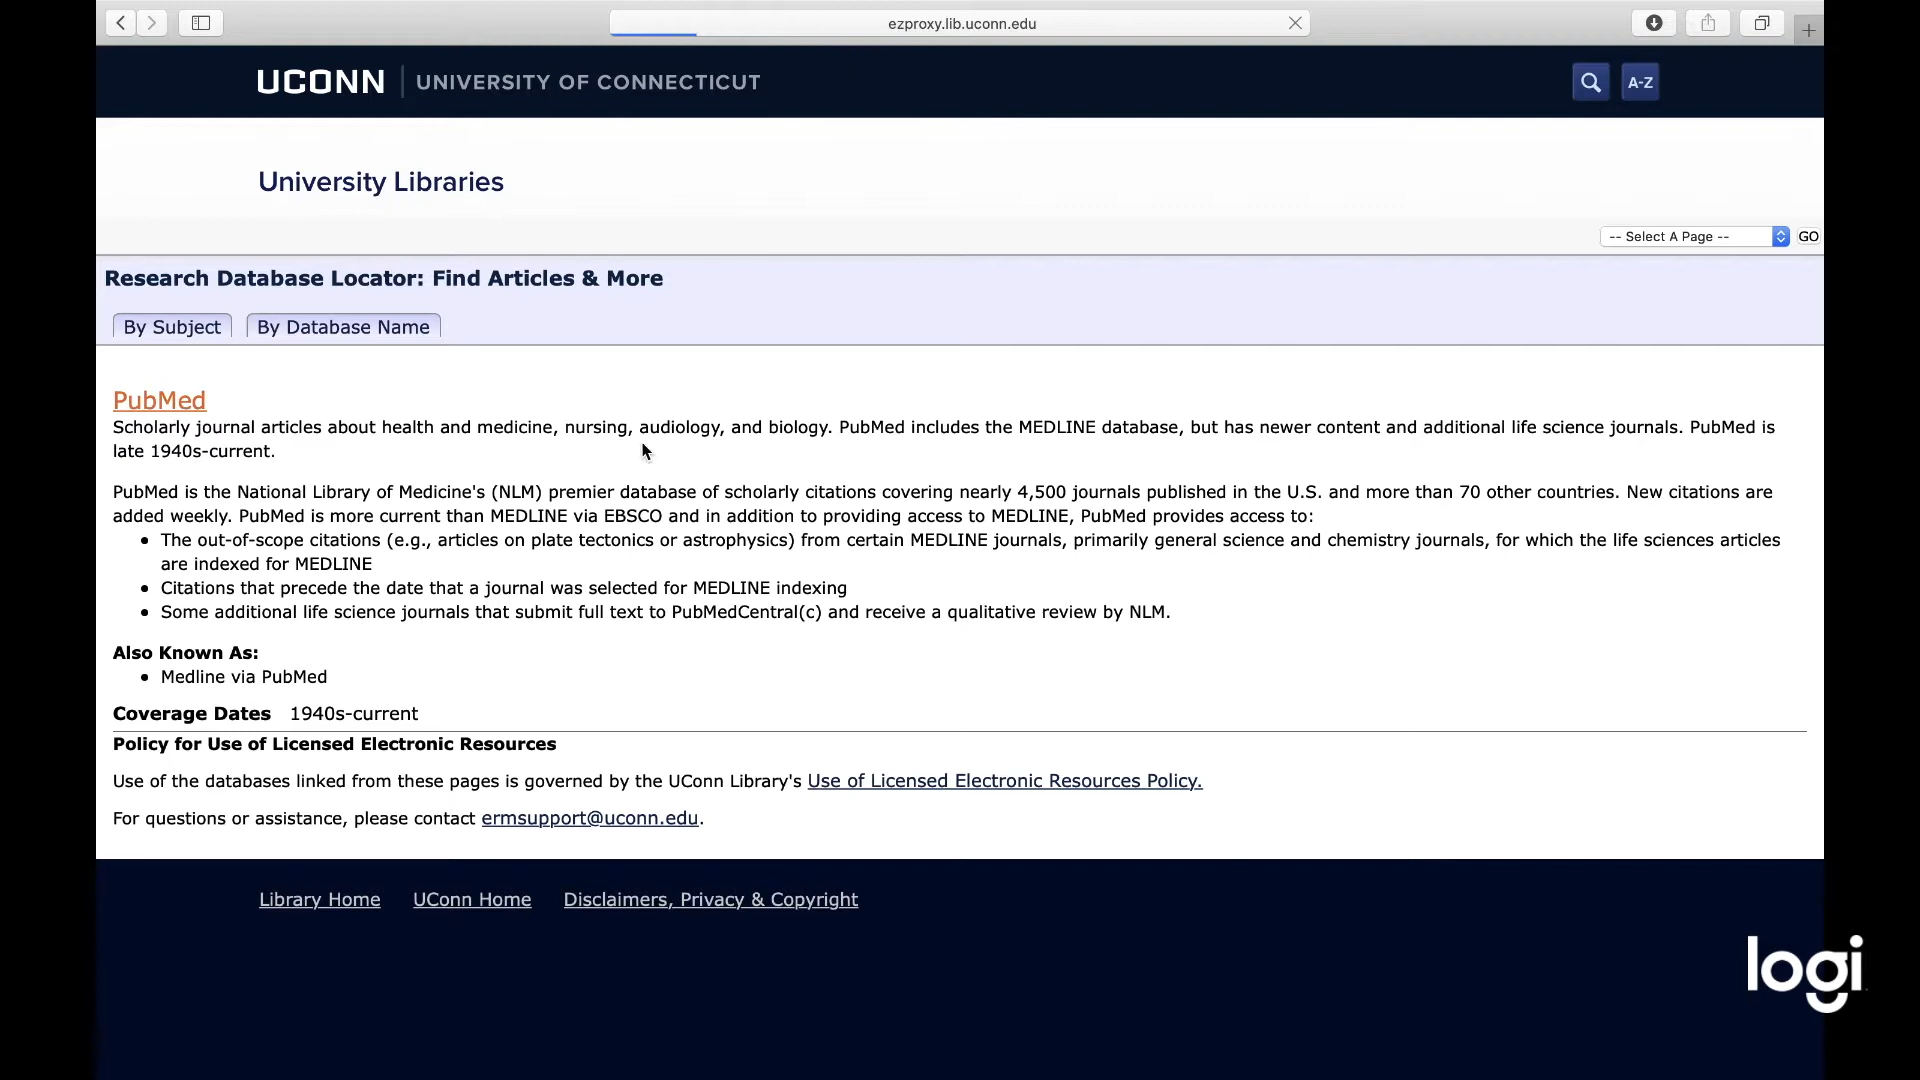 ezproxy.lib.uconn.edu
UCONN UNIVERSITY OF CONNECTICUT
A-Z
University Libraries
-- Select A Page -- GO
Research Database Locator: Find Articles & More
By Subject By Database Name
PubMed
Scholarly journal articles about health and medicine, nursing, audiology, and biology. PubMed includes the MEDLINE database, but has newer content and additional life science journals. PubMed is
late 1940s-current.
PubMed is the National Library of Medicine's (NLM) premier database of scholarly citations covering nearly 4,500 journals published in the U.S. and more than 70 other countries. New citations are
added weekly. PubMed is more current than MEDLINE via EBSCO and in addition to providing access to MEDLINE, PubMed provides access to:
• The out-of-scope citations (e.g., articles on plate tectonics or astrophysics) from certain MEDLINE journals, primarily general science and chemistry journals, for which the life sciences articles
are indexed for MEDLINE
• Citations that precede the date that a journal was selected for MEDLINE indexing
• Some additional life science journals that submit full text to PubMedCentral(c) and receive a qualitative review by NLM.
Also Known As:
• Medline via PubMed
Coverage Dates 1940s-current
Policy for Use of Licensed Electronic Resources
Use of the databases linked from these pages is governed by the UConn Library's Use of Licensed Electronic Resources Policy.
For questions or assistance, please contact ermsupport@uconn.edu.
Library Home UConn Home Disclaimers, Privacy & Copyright
logi